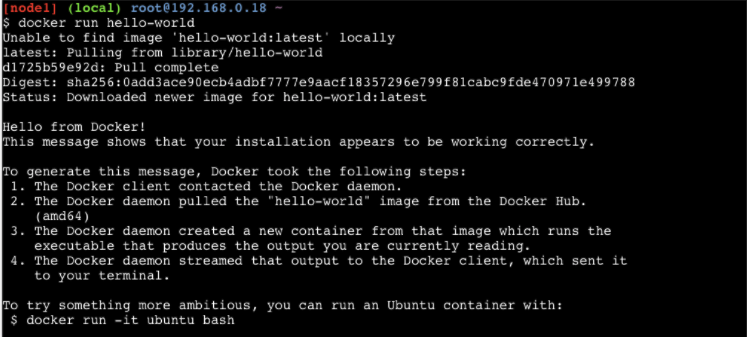 [node1] (local) root@192.168.0.18 ~
$ docker run hello-world
Unable to find image 'hello-world:latest' locally
latest: Pulling from library/hello-world
d1725b59e92d: Pull complete
Digest: sha256:0add3ace90ecb4adbf7777e9aacf18357296e799f81cabc9fde470971e499788
Status: Downloaded newer image for hello-world:latest

Hello from Docker!
This message shows that your installation appears to be working correctly.

To generate this message, Docker took the following steps:
 1. The Docker client contacted the Docker daemon.
 2. The Docker daemon pulled the "hello-world" image from the Docker Hub.
    (amd64)
 3. The Docker daemon created a new container from that image which runs the
    executable that produces the output you are currently reading.
 4. The Docker daemon streamed that output to the Docker client, which sent it
    to your terminal.

To try something more ambitious, you can run an Ubuntu container with:
 $ docker run -it ubuntu bash